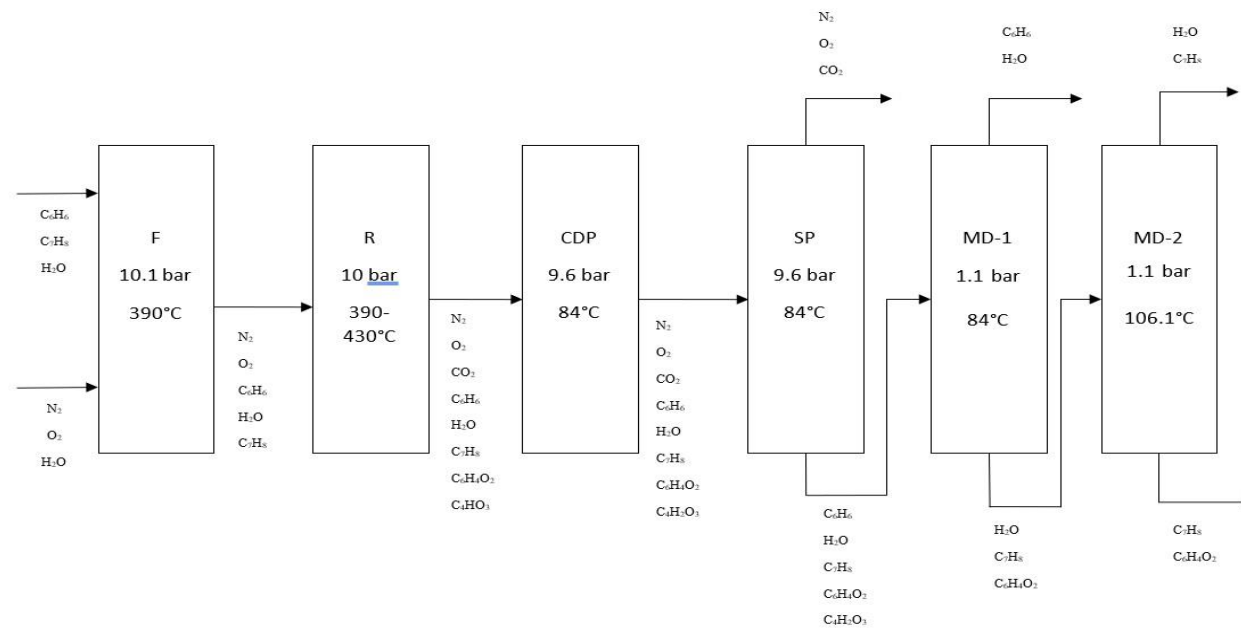 N₂
O₂
CO₂
C₆H₆
H₂O
H₂O
C₇H₈
C₆H₆
C₇H₈
H₂O
N₂
O₂
H₂O
F
10.1 bar
390°C
N₂
O₂
C₆H₆
H₂O
C₇H₈
R
10 bar
390-
430°C
N₂
O₂
CO₂
C₆H₆
H₂O
C₇H₈
C₆H₄O₂
C₄HO₃
CDP
9.6 bar
84°C
N₂
O₂
CO₂
C₆H₆
H₂O
C₇H₈
C₆H₄O₂
C₄H₂O₃
SP
9.6 bar
84°C
C₆H₆
H₂O
C₇H₈
C₆H₄O₂
C₄H₂O₃
MD-1
1.1 bar
84°C
H₂O
C₇H₈
C₆H₄O₂
MD-2
1.1 bar
106.1°C
C₇H₈
C₆H₄O₂